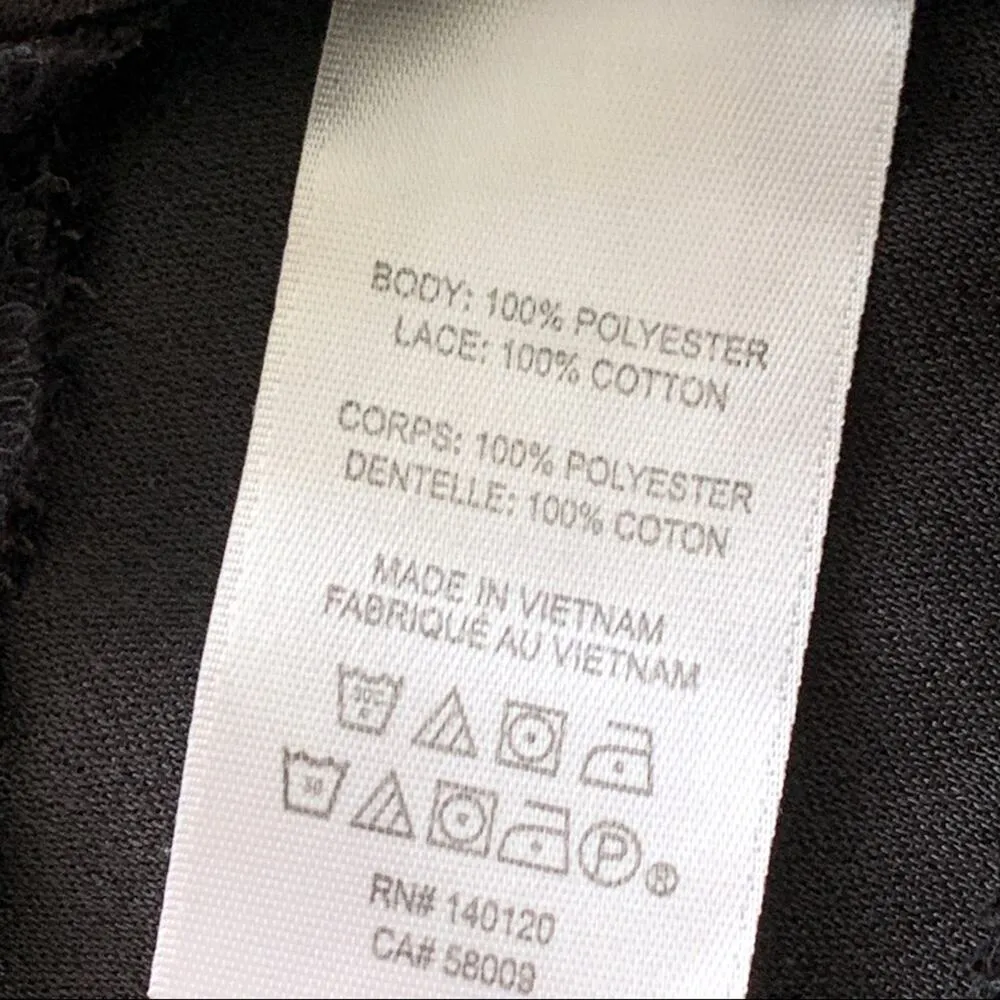 BODY: 100% POLYESTER
LACE: 100% COTTON
CORPS: 100% POLYESTER
DENTELLE: 100% COTON
MADE IN VIETNAM
FABRIQUÉ AU VIETNAM
30
P ®
RN# 140120
CA# 58009